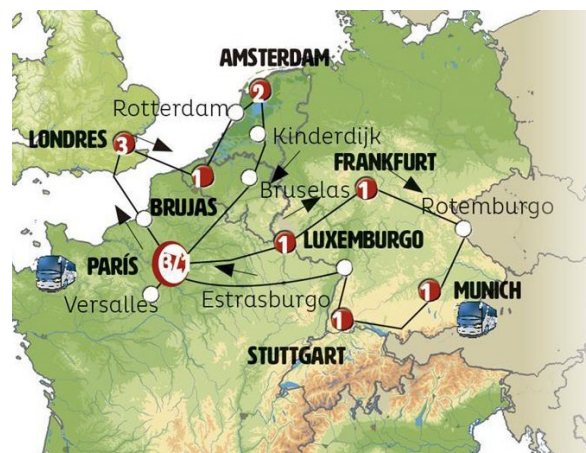 AMSTERDAM
2
Rotterdam
LONDRES
3
Kinderdijk
FRANKFURT
1
1
BRUJAS
Bruselas
Rotemburgo
1
LUXEMBURGO
PARÍS
3/4
Versalles
Estrasburgo
1
MUNICH
1
STUTTGART